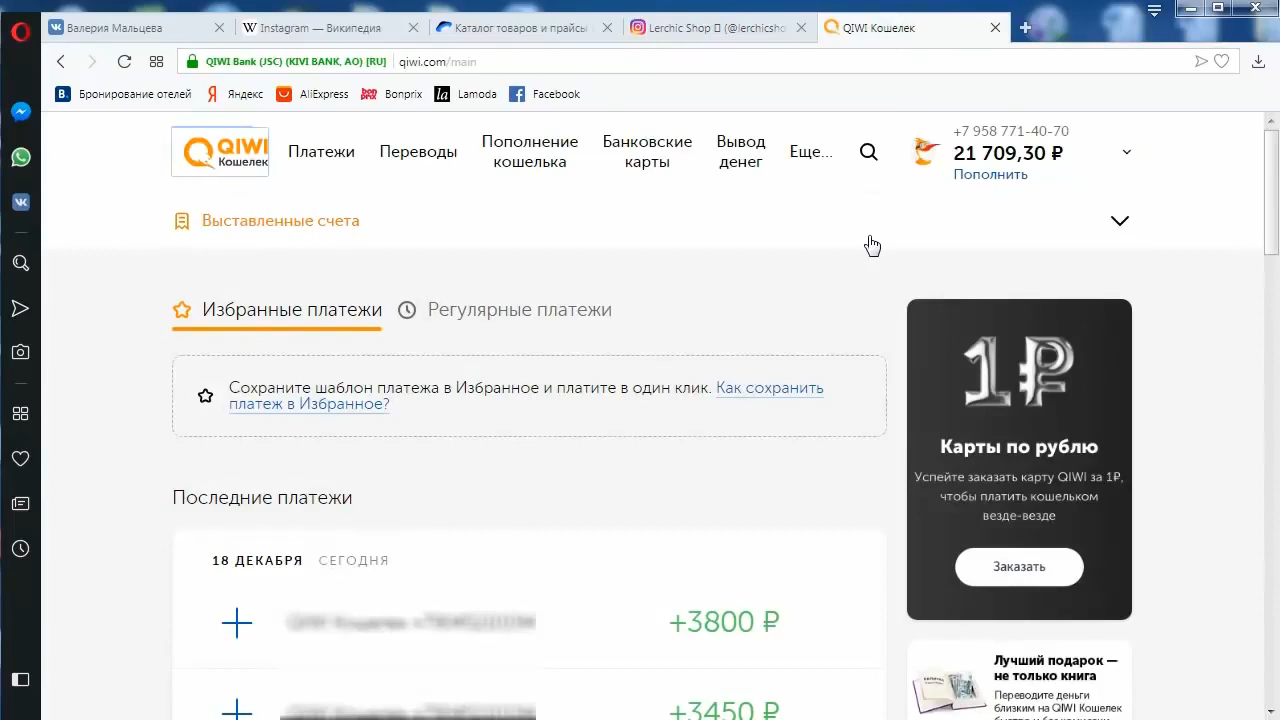 Валерия Мальцева
Instagram — Википедия
Каталог товаров и прайсы
Lerchic Shop (@lerchicsho
QIWI Кошелек
QIWI Bank (JSC) (KIVI BANK, AO) [RU] qiwi.com/main
B. Бронирование отелей
Я Яндекс
AliExpress
bon prix Bonprix
la Lamoda
Facebook
QIWI
Кошелек
Платежи
Переводы
Пополнение
кошелька
Банковские
карты
Вывод
денег
Еще...
+7 958 771-40-70
21 709,30 ₽
Пополнить
Выставленные счета
Избранные платежи
Регулярные платежи
Сохраните шаблон платежа в Избранное и платите в один клик. Как сохранить
платеж в Избранное?
Последние платежи
18 ДЕКАБРЯ СЕГОДНЯ
+3800 ₽
+3450 ₽
1₽
Карты по рублю
Успейте заказать карту QIWI за 1₽,
чтобы платить кошельком
везде-везде
Заказать
Лучший подарок —
не только книга
Переводите деньги
близким на QIWI Кошелек